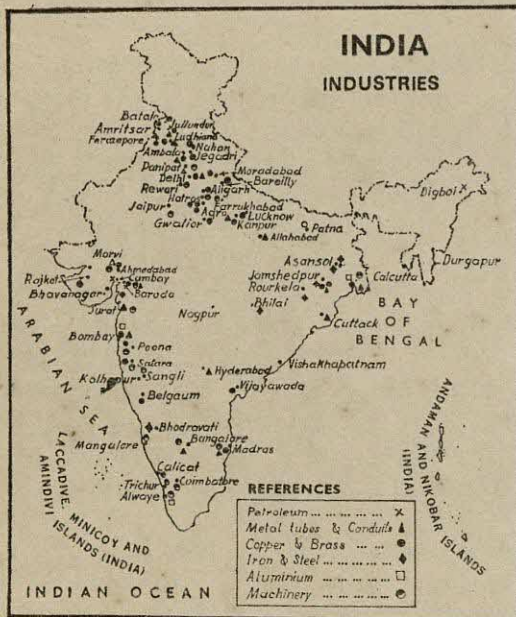 INDIA
INDUSTRIES
Batala
Jullundur
Amritsar
Ludhiana
Ferozepore
Nahan
Ambala
Jegadri
Panipat
Moradabad
Delhi
Bareilly
Rewari
Aligarh
Hatras
Farrukhabad
Jaipur
Agra
Lucknow
Gwalior
Kanpur
Patna
Allahabad
Digboi
Durgapur
Asansol
Morvi
Ahmedabad
Jamshedpur
Calcutta
Rajkot
Cambay
Rourkela
Bhavanagar
Baroda
Bhilai
BAY
OF
BENGAL
Surat
Nagpur
Cuttack
ARABIAN SEA
Bombay
Poona
Satara
Hyderabad
Vishakhapatnam
Kolhapur
Sangli
Vijayawada
Belgaum
Bhodravati
Mangalore
Bangalore
Madras
Calicat
Trichur
Coimbatore
Alwaye
LACCADIVE,
MINICOY AND
AMINDIVI
ISLANDS (INDIA)
ANDAMAN AND NIKOBAR
ISLANDS
(INDIA)
INDIAN OCEAN
REFERENCES
Petroleum ... ... ... ... x
Metal tubes & Conduits
Copper & Brass ... ...
Iron & Steel ... ... ... ...
Aluminium ... ... ... ...
Machinery ... ... ... ...